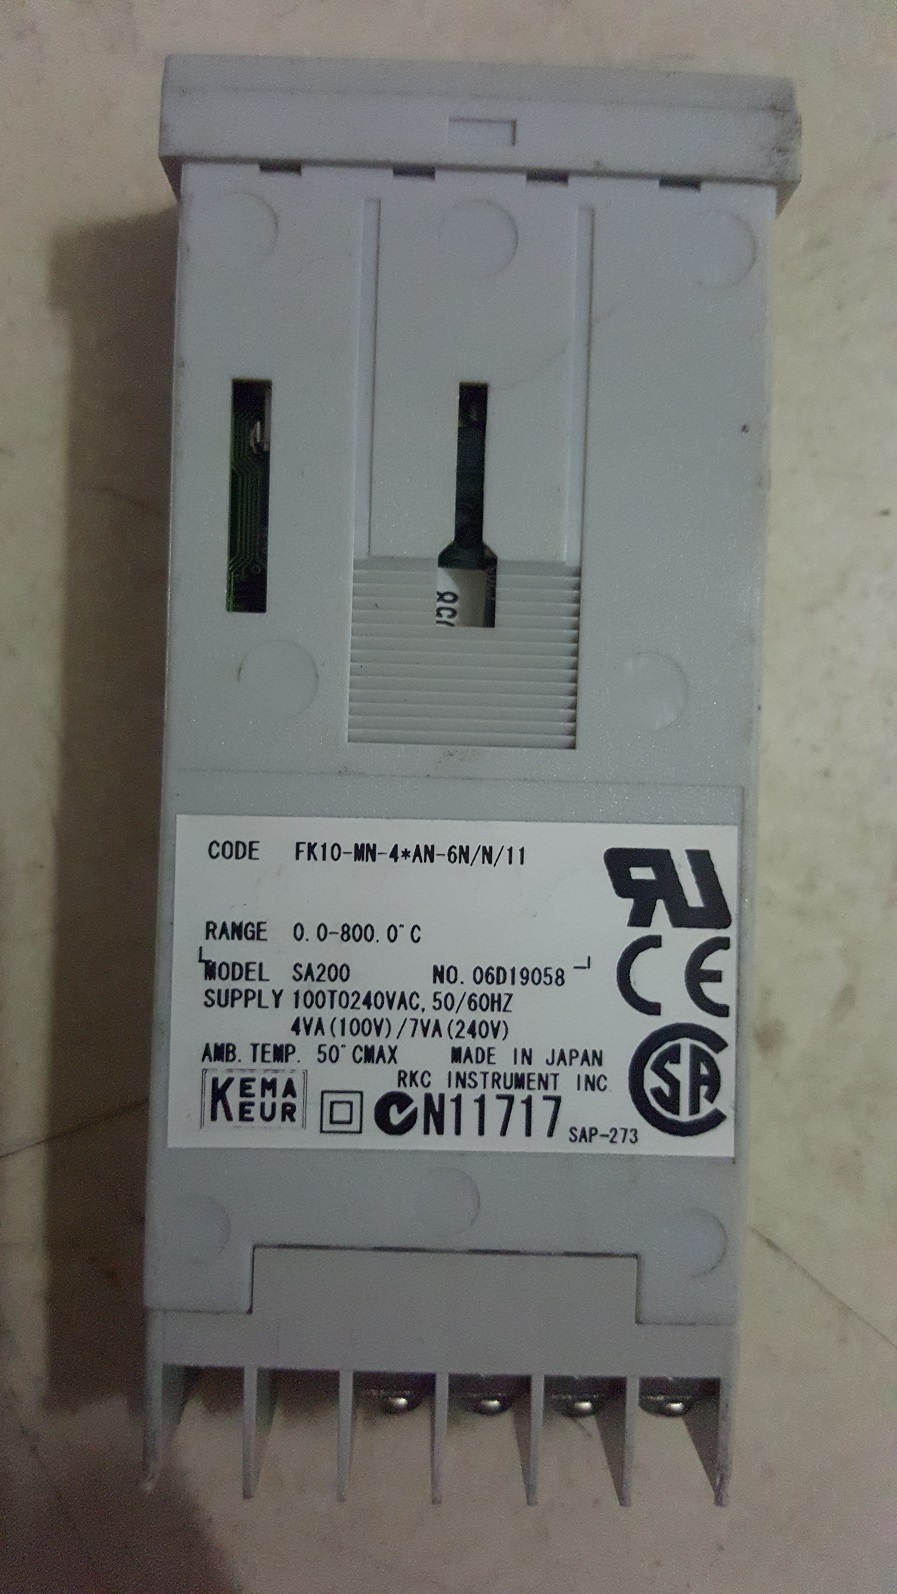 CODE FK10-MN-4*AN-6N/N/11
RANGE 0.0-800.0°C
MODEL SA200 NO. 06D19058
SUPPLY 100TO240VAC, 50/60HZ
4VA(100V)/7VA(240V)
AMB. TEMP. 50°CMAX MADE IN JAPAN
RKC INSTRUMENT INC
KEMA
EUR
N11717 SAP-273
RU
CE
SA